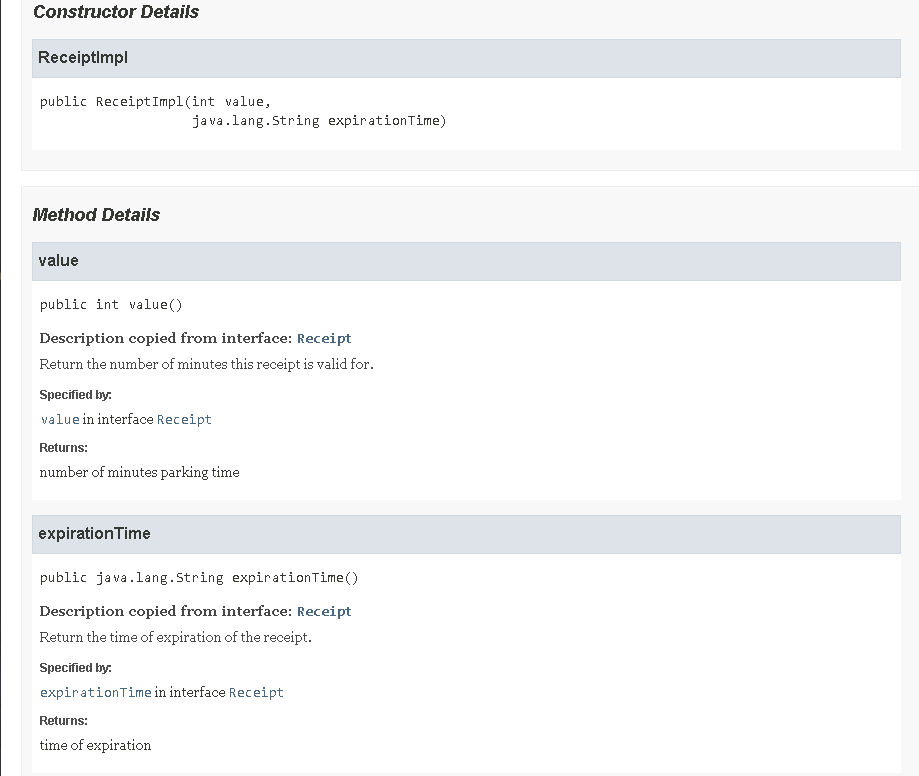 Constructor Details
ReceiptImpl
public ReceiptImpl(int value,
java.lang.String expirationTime)
Method Details
value
public int value()
Description copied from interface: Receipt
Return the number of minutes this receipt is valid for.
Specified by:
value in interface Receipt
Returns:
number of minutes parking time
expirationTime
public java.lang.String expirationTime()
Description copied from interface: Receipt
Return the time of expiration of the receipt.
Specified by:
expirationTime in interface Receipt
Returns:
time of expiration